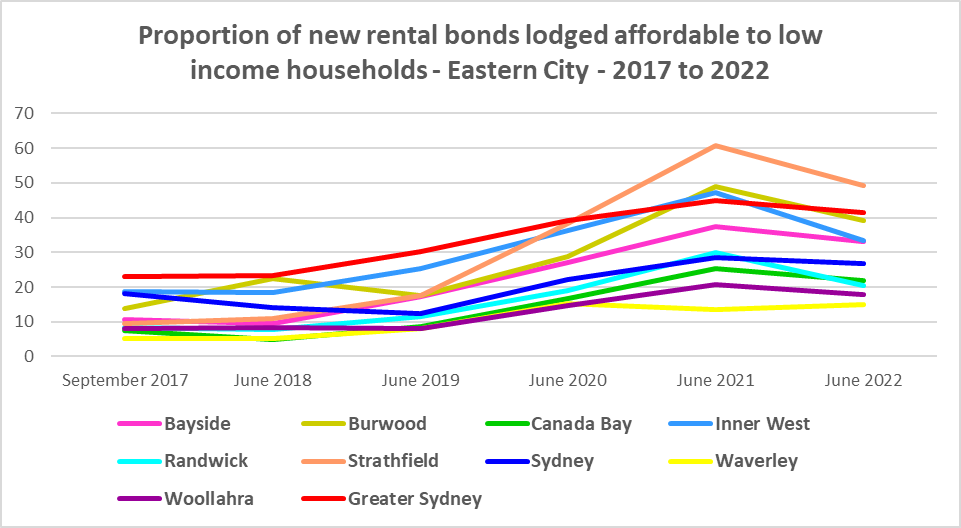 Proportion of new rental bonds lodged affordable to low
income households - Eastern City - 2017 to 2022
70
60
50
40
30
20
10
0
September 2017 June 2018 June 2019 June 2020 June 2021 June 2022
Bayside Burwood Canada Bay Inner West
Randwick Strathfield Sydney Waverley
Woollahra Greater Sydney